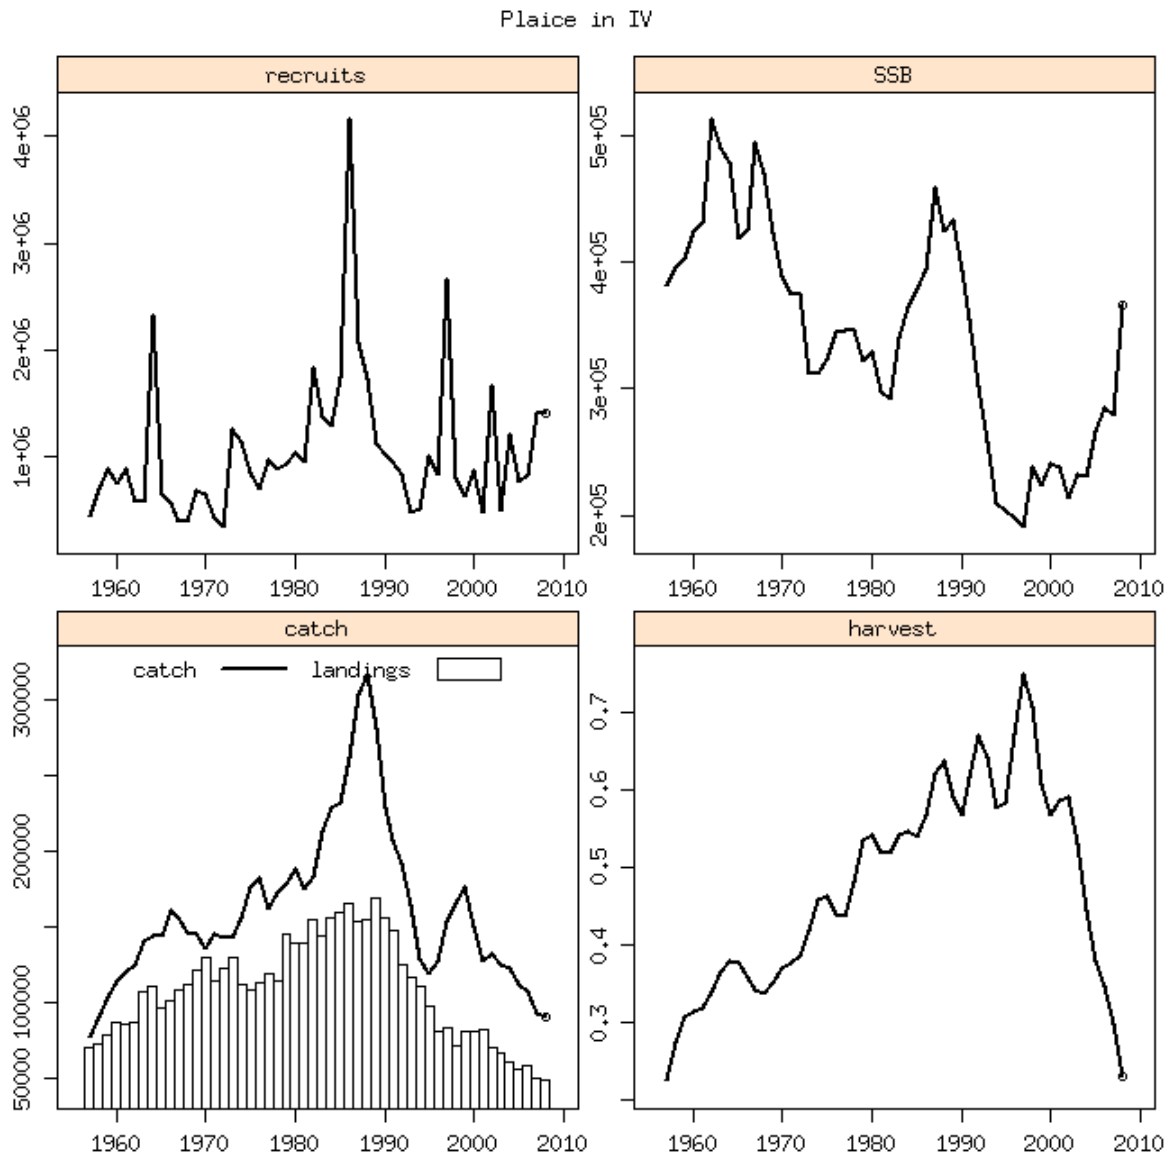 Plaice in IV
recruits
4e+06
3e+06
2e+06
1e+06
1960 1970 1980 1990 2000 2010
SSB
5e+05
4e+05
3e+05
2e+05
1960 1970 1980 1990 2000 2010
catch
catch landings
300000
200000
100000
50000
1960 1970 1980 1990 2000 2010
harvest
0.7
0.6
0.5
0.4
0.3
1960 1970 1980 1990 2000 2010